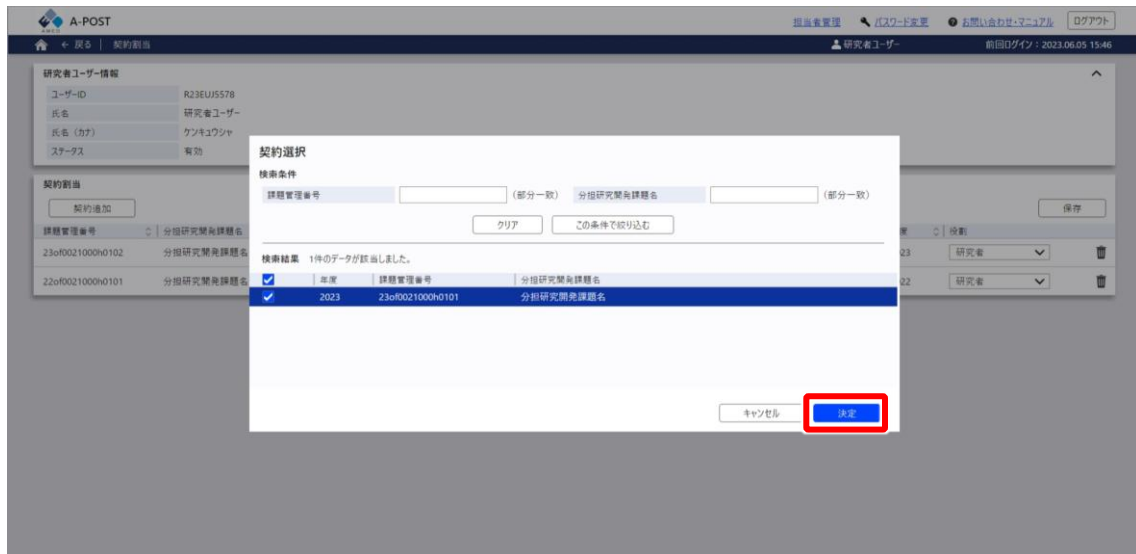 A-POST
AMED
担当者管理 パスワード変更 お問い合わせ・マニュアル ログアウト
← 戻る 契約割当 研究者ユーザー 前回ログイン：2023.06.05 15:46
研究者ユーザー情報
ユーザーID R23EUJS578
氏名 研究者ユーザー
氏名（カナ） ケンキュウシャ
ステータス 有効
契約割当
契約追加 保存
課題管理番号 分担研究開発課題名 度 役割
23of0021000h0102 分担研究開発課題名 23 研究者
22of0021000h0101 分担研究開発課題名 22 研究者
契約選択
検索条件
課題管理番号 (部分一致) 分担研究開発課題名 (部分一致)
クリア この条件で絞り込む
検索結果 1件のデータが該当しました。
年度 課題管理番号 分担研究開発課題名
2023 23of0021000h0101 分担研究開発課題名
キャンセル 決定